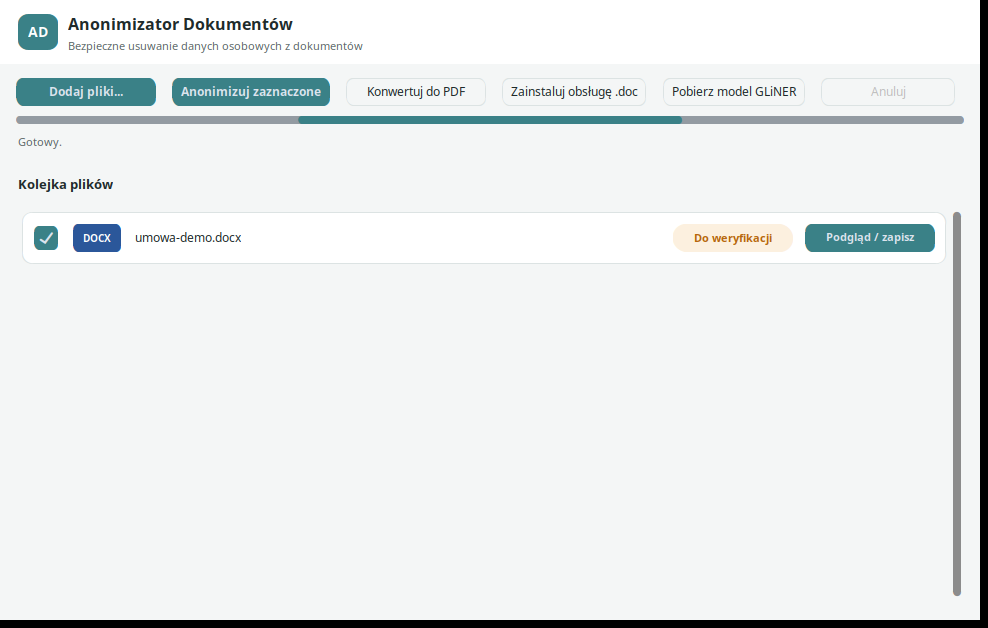 AD
Anonimizator Dokumentów
Bezpieczne usuwanie danych osobowych z dokumentów
Dodaj pliki... Anonimizuj zaznaczone Konwertuj do PDF Zainstaluj obsługę .doc Pobierz model GLiNER Anuluj
Gotowy.
Kolejka plików
DOCX umowa-demo.docx Do weryfikacji Podgląd / zapisz